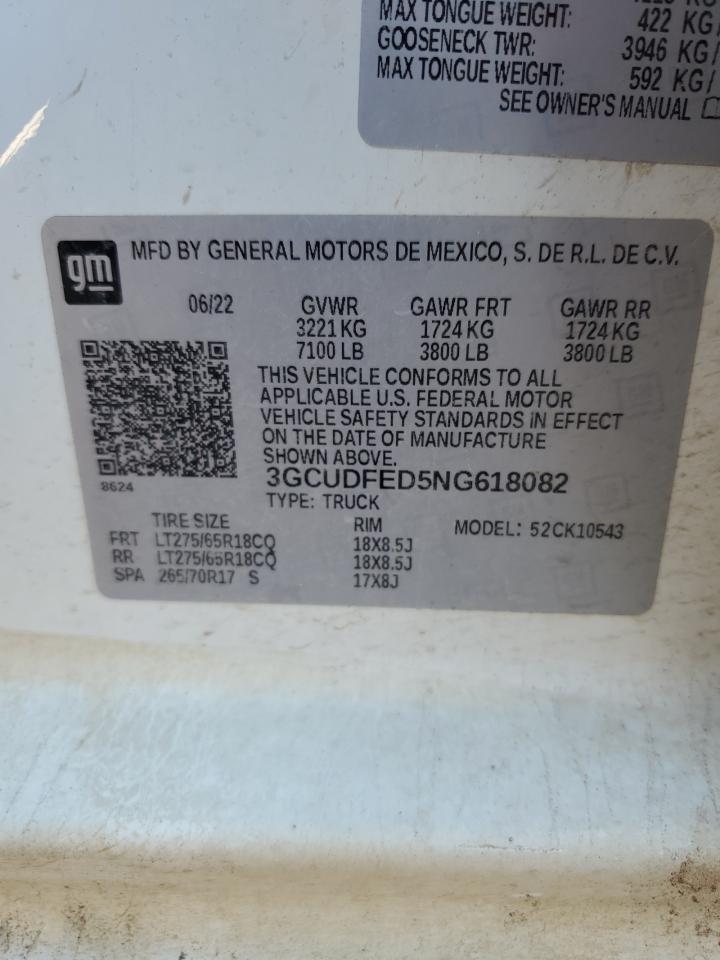 MAX TONGUE WEIGHT: 422 KG/
GOOSENECK TWR: 3946 KG/
MAX TONGUE WEIGHT: 592 KG/
SEE OWNER'S MANUAL
gm
MFD BY GENERAL MOTORS DE MEXICO, S. DE R.L. DE C.V.
06/22 GVWR GAWR FRT GAWR RR
3221 KG 1724 KG 1724 KG
7100 LB 3800 LB 3800 LB
THIS VEHICLE CONFORMS TO ALL
APPLICABLE U.S. FEDERAL MOTOR
VEHICLE SAFETY STANDARDS IN EFFECT
ON THE DATE OF MANUFACTURE
SHOWN ABOVE.
8624
3GCUDFED5NG618082
TYPE: TRUCK
TIRE SIZE RIM MODEL: 52CK10543
FRT LT275/65R18CQ 18X8.5J
RR LT275/65R18CQ 18X8.5J
SPA 265/70R17 S 17X8J